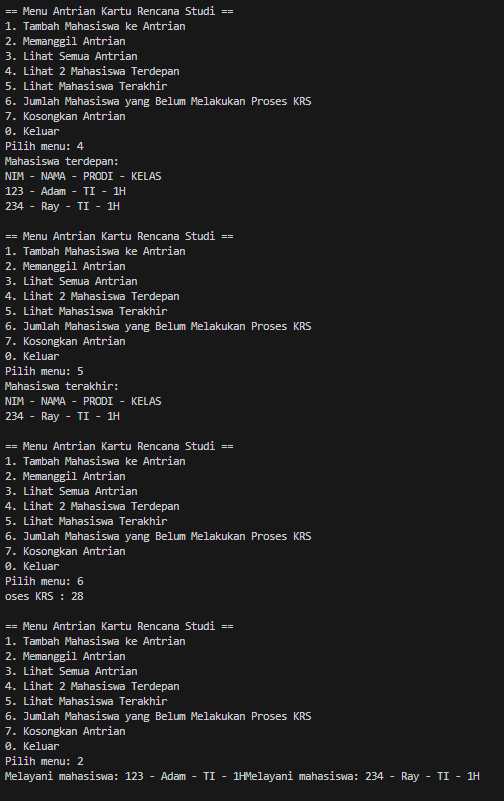 == Menu Antrian Kartu Rencana Studi ==
1. Tambah Mahasiswa ke Antrian
2. Memanggil Antrian
3. Lihat Semua Antrian
4. Lihat 2 Mahasiswa Terdepan
5. Lihat Mahasiswa Terakhir
6. Jumlah Mahasiswa yang Belum Melakukan Proses KRS
7. Kosongkan Antrian
0. Keluar
Pilih menu: 4
Mahasiswa terdepan:
NIM - NAMA - PRODI - KELAS
123 - Adam - TI - 1H
234 - Ray - TI - 1H
== Menu Antrian Kartu Rencana Studi ==
1. Tambah Mahasiswa ke Antrian
2. Memanggil Antrian
3. Lihat Semua Antrian
4. Lihat 2 Mahasiswa Terdepan
5. Lihat Mahasiswa Terakhir
6. Jumlah Mahasiswa yang Belum Melakukan Proses KRS
7. Kosongkan Antrian
0. Keluar
Pilih menu: 5
Mahasiswa terakhir:
NIM - NAMA - PRODI - KELAS
234 - Ray - TI - 1H
== Menu Antrian Kartu Rencana Studi ==
1. Tambah Mahasiswa ke Antrian
2. Memanggil Antrian
3. Lihat Semua Antrian
4. Lihat 2 Mahasiswa Terdepan
5. Lihat Mahasiswa Terakhir
6. Jumlah Mahasiswa yang Belum Melakukan Proses KRS
7. Kosongkan Antrian
0. Keluar
Pilih menu: 6
oses KRS : 28
== Menu Antrian Kartu Rencana Studi ==
1. Tambah Mahasiswa ke Antrian
2. Memanggil Antrian
3. Lihat Semua Antrian
4. Lihat 2 Mahasiswa Terdepan
5. Lihat Mahasiswa Terakhir
6. Jumlah Mahasiswa yang Belum Melakukan Proses KRS
7. Kosongkan Antrian
0. Keluar
Pilih menu: 2
Melayani mahasiswa: 123 - Adam - TI - 1HMelayani mahasiswa: 234 - Ray - TI - 1H